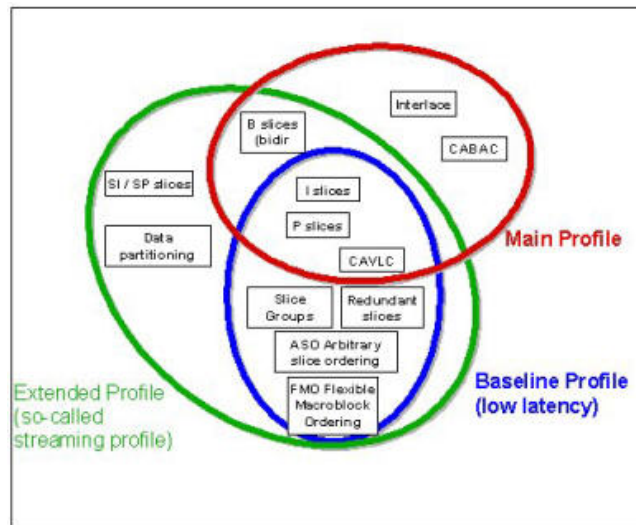 Interlace
B slices
(bidir
CABAC
SI / SP slices
I slices
P slices
Data
partitioning
Main Profile
CAVLC
Slice
Groups
Redundant
slices
ASO Arbitrary
slice ordering
Extended Profile
(so-called
streaming profile)
FMO Flexible
Macroblock
Ordering
Baseline Profile
(low latency)